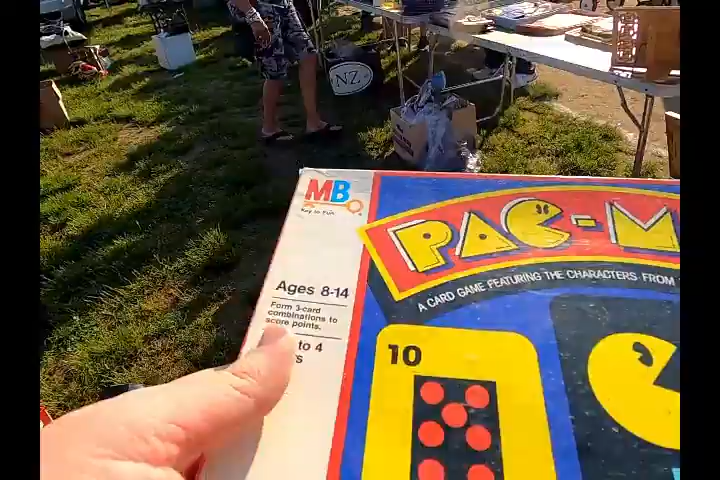 NZ
MB
Key to Fun
PAC-M
A CARD GAME FEATURING THE CHARACTERS FROM
Ages 8-14
Form 3-card
combinations to
score points.
to 4
rs
10